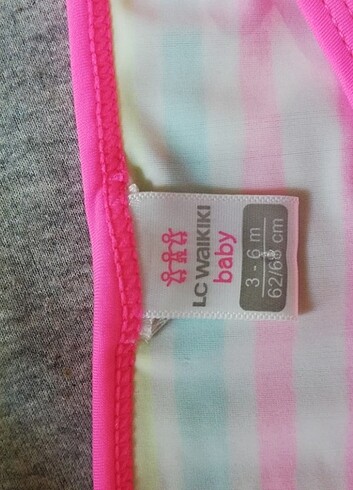 LC WAIKIKI
baby
3 - 6 m
62/68 cm